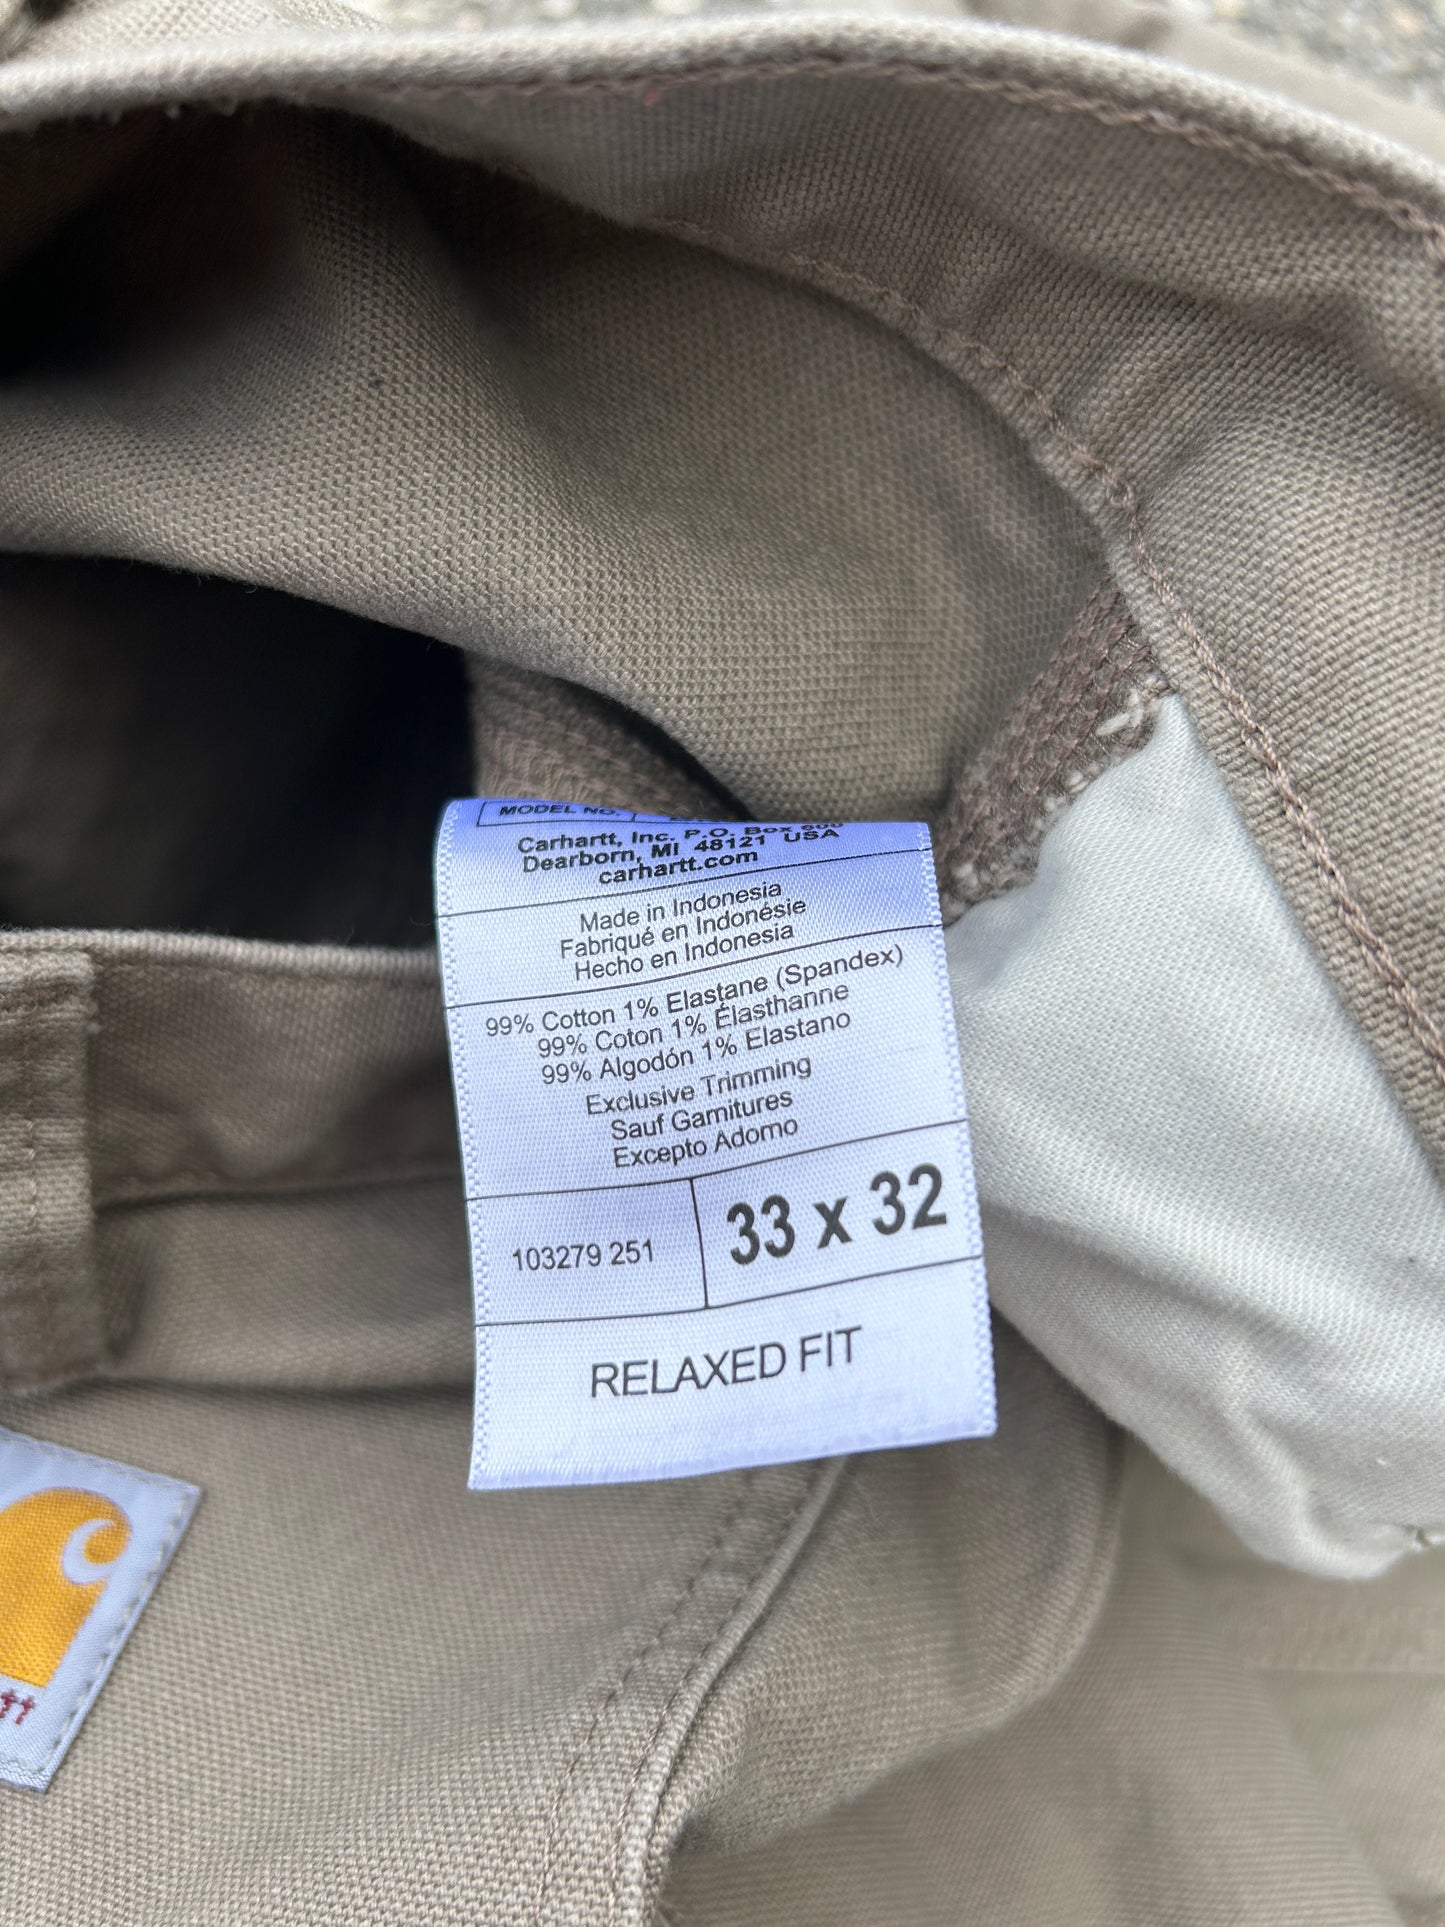 MODEL NO.
Carhartt, Inc. P.O. Box 600
Dearborn, MI 48121 USA
carhartt.com
Made in Indonesia
Fabriqué en Indonésie
Hecho en Indonesia
99% Cotton 1% Elastane (Spandex)
99% Coton 1% Élasthanne
99% Algodón 1% Elastano
Exclusive Trimming
Sauf Garnitures
Excepto Adorno
103279 251
33 x 32
RELAXED FIT
tt